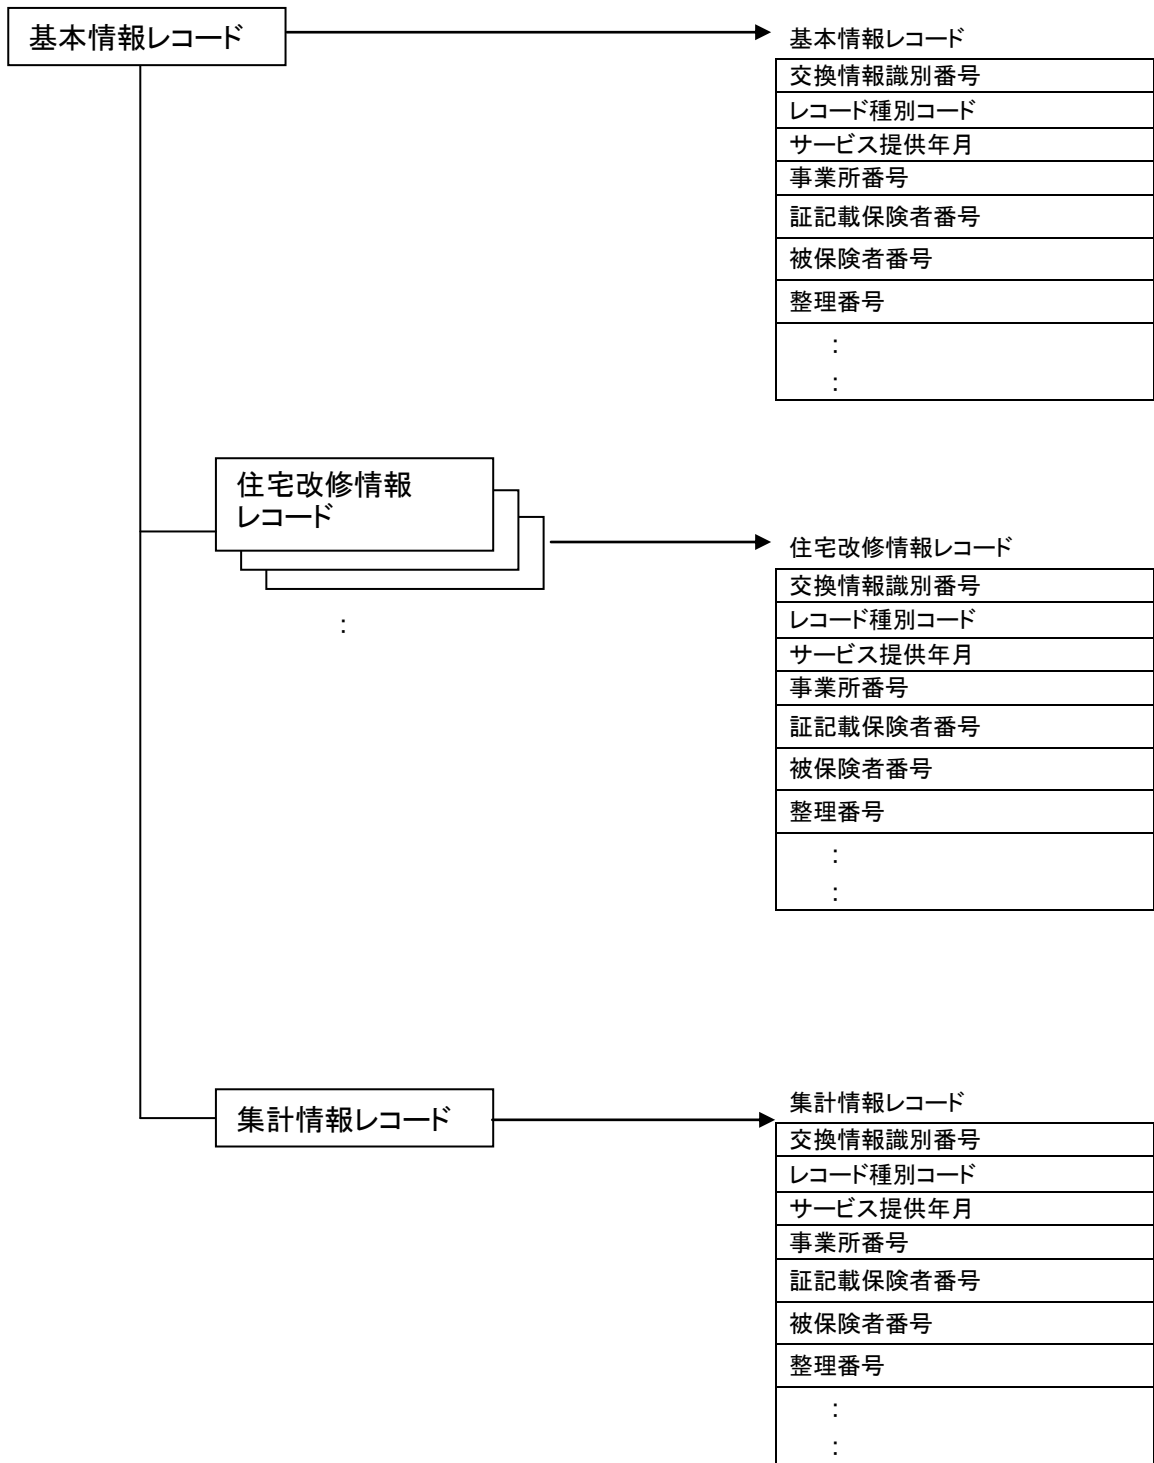 基本情報レコード
基本情報レコード
交換情報識別番号
レコード種別コード
サービス提供年月
事業所番号
証記載保険者番号
被保険者番号
整理番号
:
:
住宅改修情報
レコード
:
住宅改修情報レコード
交換情報識別番号
レコード種別コード
サービス提供年月
事業所番号
証記載保険者番号
被保険者番号
整理番号
:
:
集計情報レコード
集計情報レコード
交換情報識別番号
レコード種別コード
サービス提供年月
事業所番号
証記載保険者番号
被保険者番号
整理番号
:
: